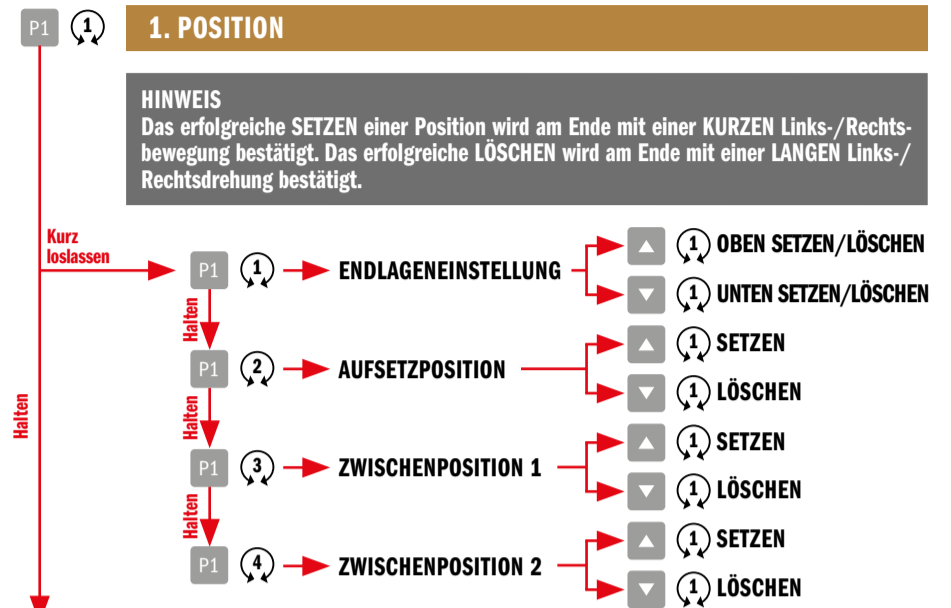 P1 1 1. POSITION
HINWEIS
Das erfolgreiche SETZEN einer Position wird am Ende mit einer KURZEN Links-/Rechts-
bewegung bestätigt. Das erfolgreiche LÖSCHEN wird am Ende mit einer LANGEN Links-/
Rechtsdrehung bestätigt.
Kurz
loslassen
P1 1 ENDLAGENEINSTELLUNG
1 OBEN SETZEN/LÖSCHEN
1 UNTEN SETZEN/LÖSCHEN
Halten
P1 2 AUFSETZPOSITION
1 SETZEN
1 LÖSCHEN
Halten
Halten
P1 3 ZWISCHENPOSITION 1
1 SETZEN
1 LÖSCHEN
Halten
P1 4 ZWISCHENPOSITION 2
1 SETZEN
1 LÖSCHEN